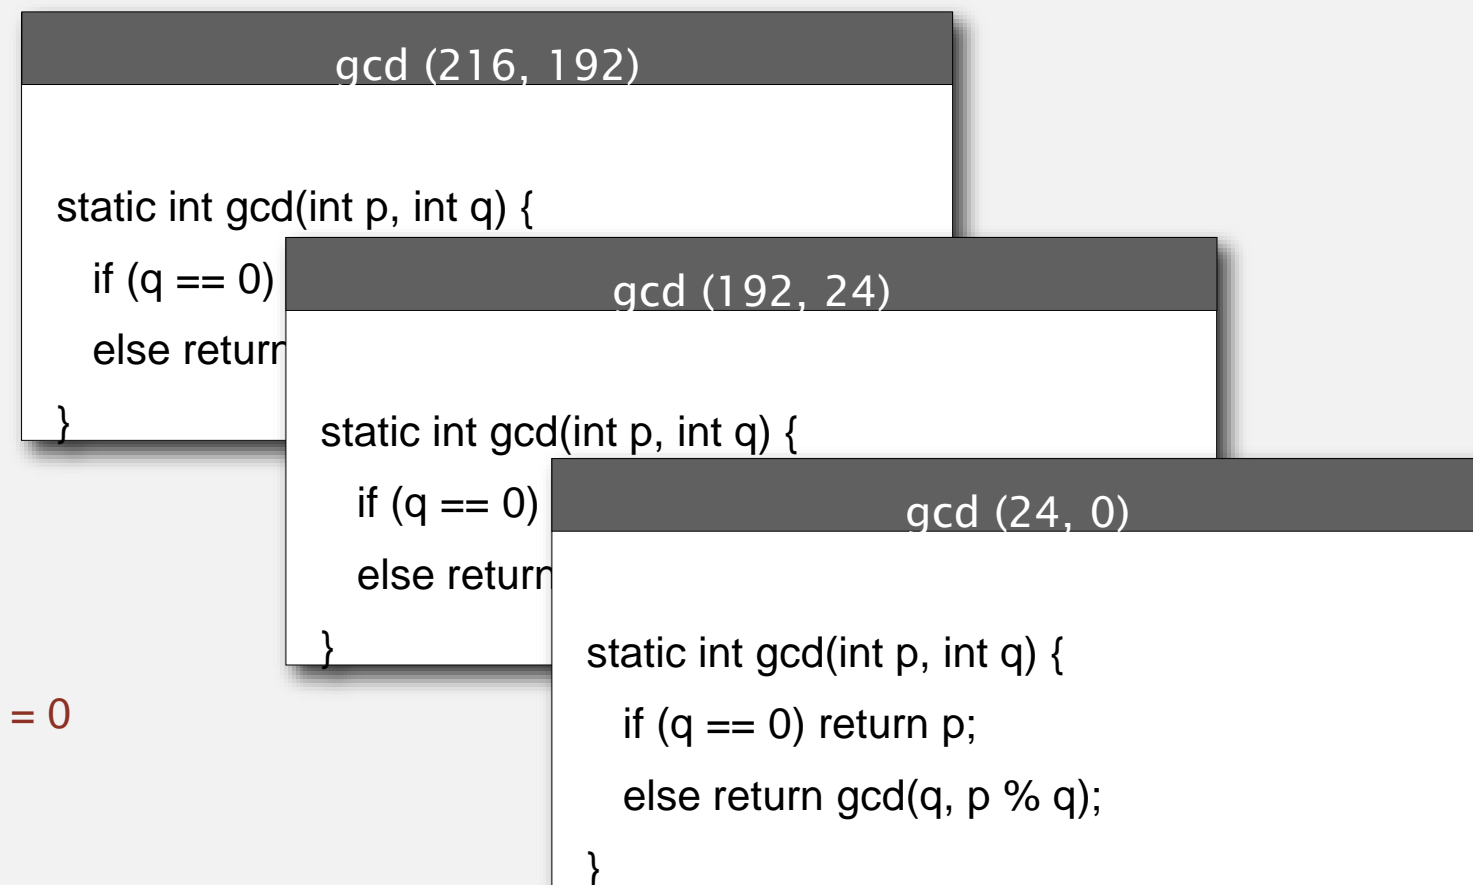 gcd (216, 192)
static int gcd(int p, int q) {
if (q == 0)
else return
}
gcd (192, 24)
static int gcd(int p, int q) {
if (q == 0)
else return
}
= 0
gcd (24, 0)
static int gcd(int p, int q) {
if (q == 0) return p;
else return gcd(q, p % q);
}